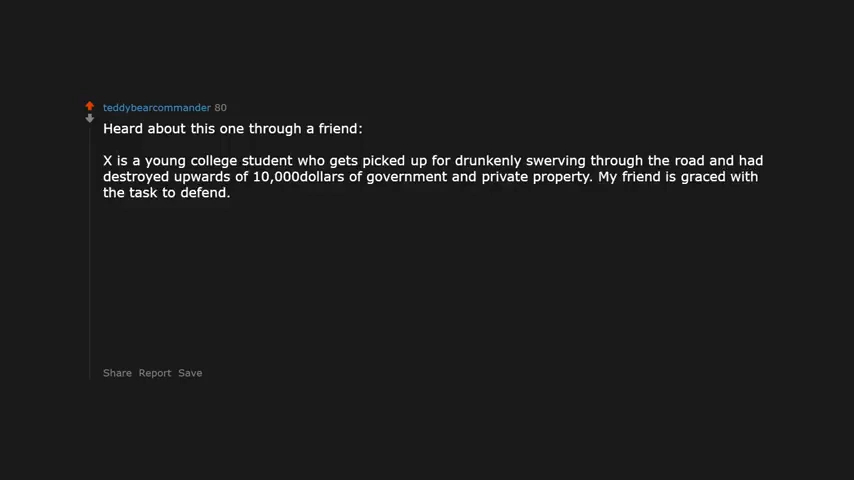 teddybearcommander 80
Heard about this one through a friend:
X is a young college student who gets picked up for drunkenly swerving through the road and had
destroyed upwards of 10,000dollars of government and private property. My friend is graced with
the task to defend.
Share Report Save